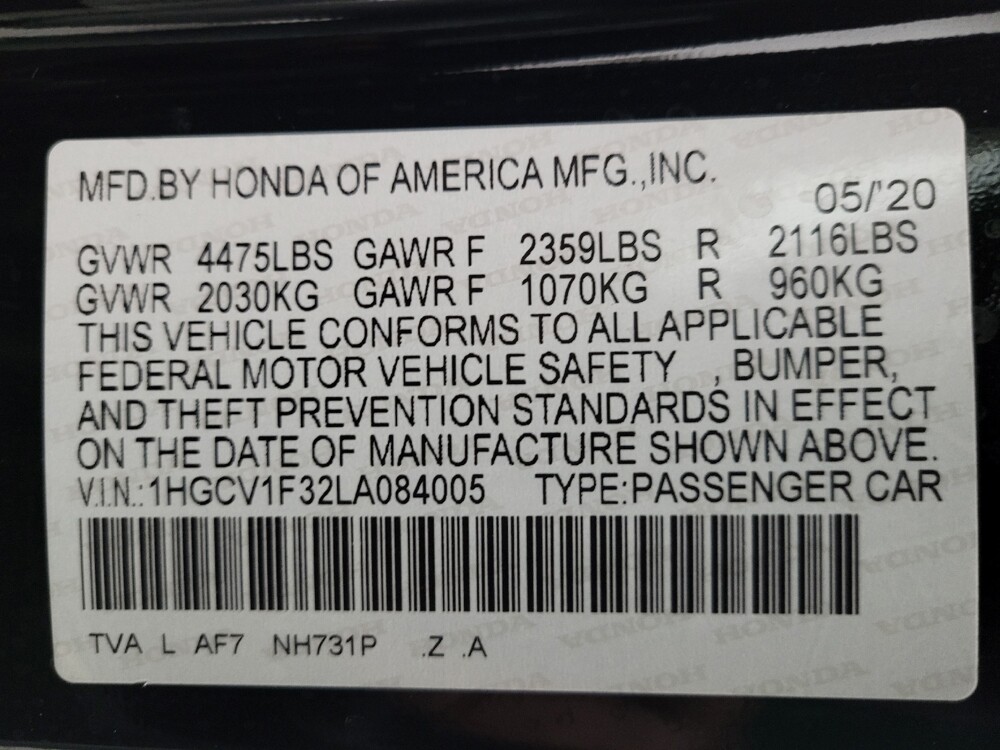 MFD.BY HONDA OF AMERICA MFG.,INC.
05/'20
GVWR 4475LBS GAWR F 2359LBS R 2116LBS
GVWR 2030KG GAWR F 1070KG R 960KG
THIS VEHICLE CONFORMS TO ALL APPLICABLE
FEDERAL MOTOR VEHICLE SAFETY , BUMPER,
AND THEFT PREVENTION STANDARDS IN EFFECT
ON THE DATE OF MANUFACTURE SHOWN ABOVE.
V.I.N.:1HGCV1F32LA084005 TYPE:PASSENGER CAR
TVA L AF7 NH731P .Z .A